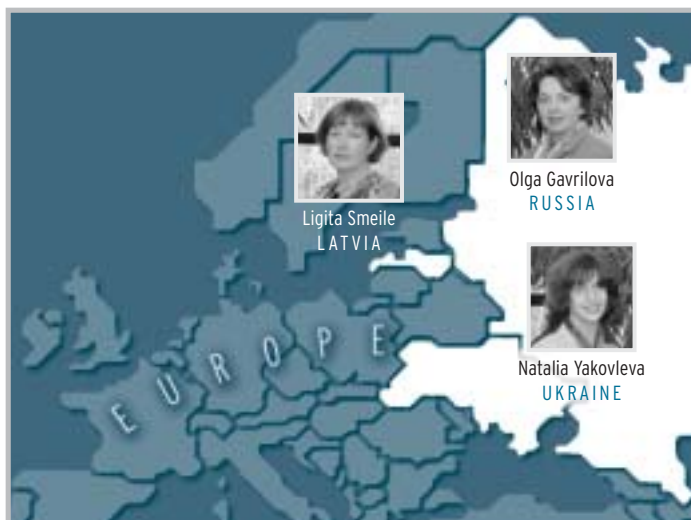 Ligita Smeile
LATVIA
Olga Gavrilova
RUSSIA
Natalia Yakovleva
UKRAINE
EUROPE